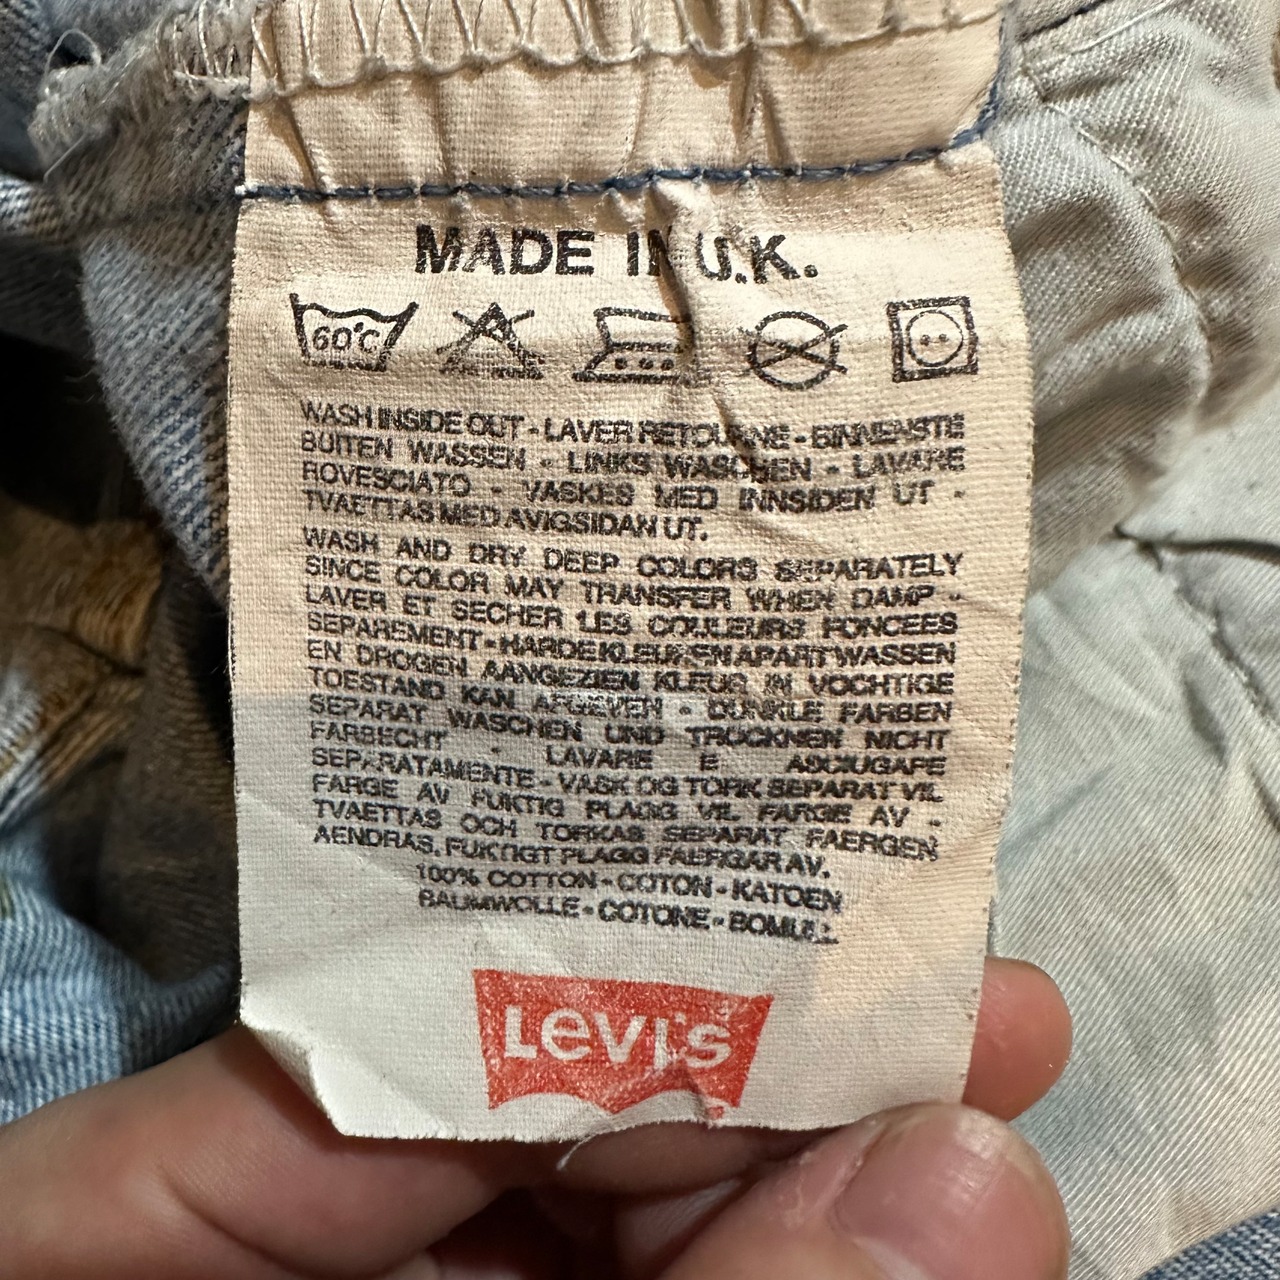 MADE IN U.K.
60°C
WASH INSIDE OUT - LAVER RETOURNE - BINNENSTE
BUITEN WASSEN - LINKS WASCHEN - LAVARE
ROVESCIATO - VASKES MED INNSIDEN UT -
TVAETTAS MED AVIGSIDAN UT.
WASH AND DRY DEEP COLORS SEPARATELY
SINCE COLOR MAY TRANSFER WHEN DAMP -
LAVER ET SECHER LES COULEURS FONCEES
SEPAREMENT - HARDE KLEUREN APART WASSEN
EN DROGEN AANGEZIEN KLEUR IN VOCHTIGE
TOESTAND KAN AFGEVEN - DUNKLE FARBEN
SEPARAT WASCHEN UND TROCKNEN NICHT
FARBECHT - LAVARE E ASCIUGARE
SEPARATAMENTE - VASK OG TORK SEPARAT VIL
FARGE AV FUKTIG PLAGG VIL FARGE AV -
TVAETTAS OCH TORKAS SEPARAT FAERGEN
AENDRAS, FUKTIGT PLAGG FAERGAR AV.
100% COTTON - COTON - KATOEN
BAUMWOLLE - COTONE - BOMULL
Levi's